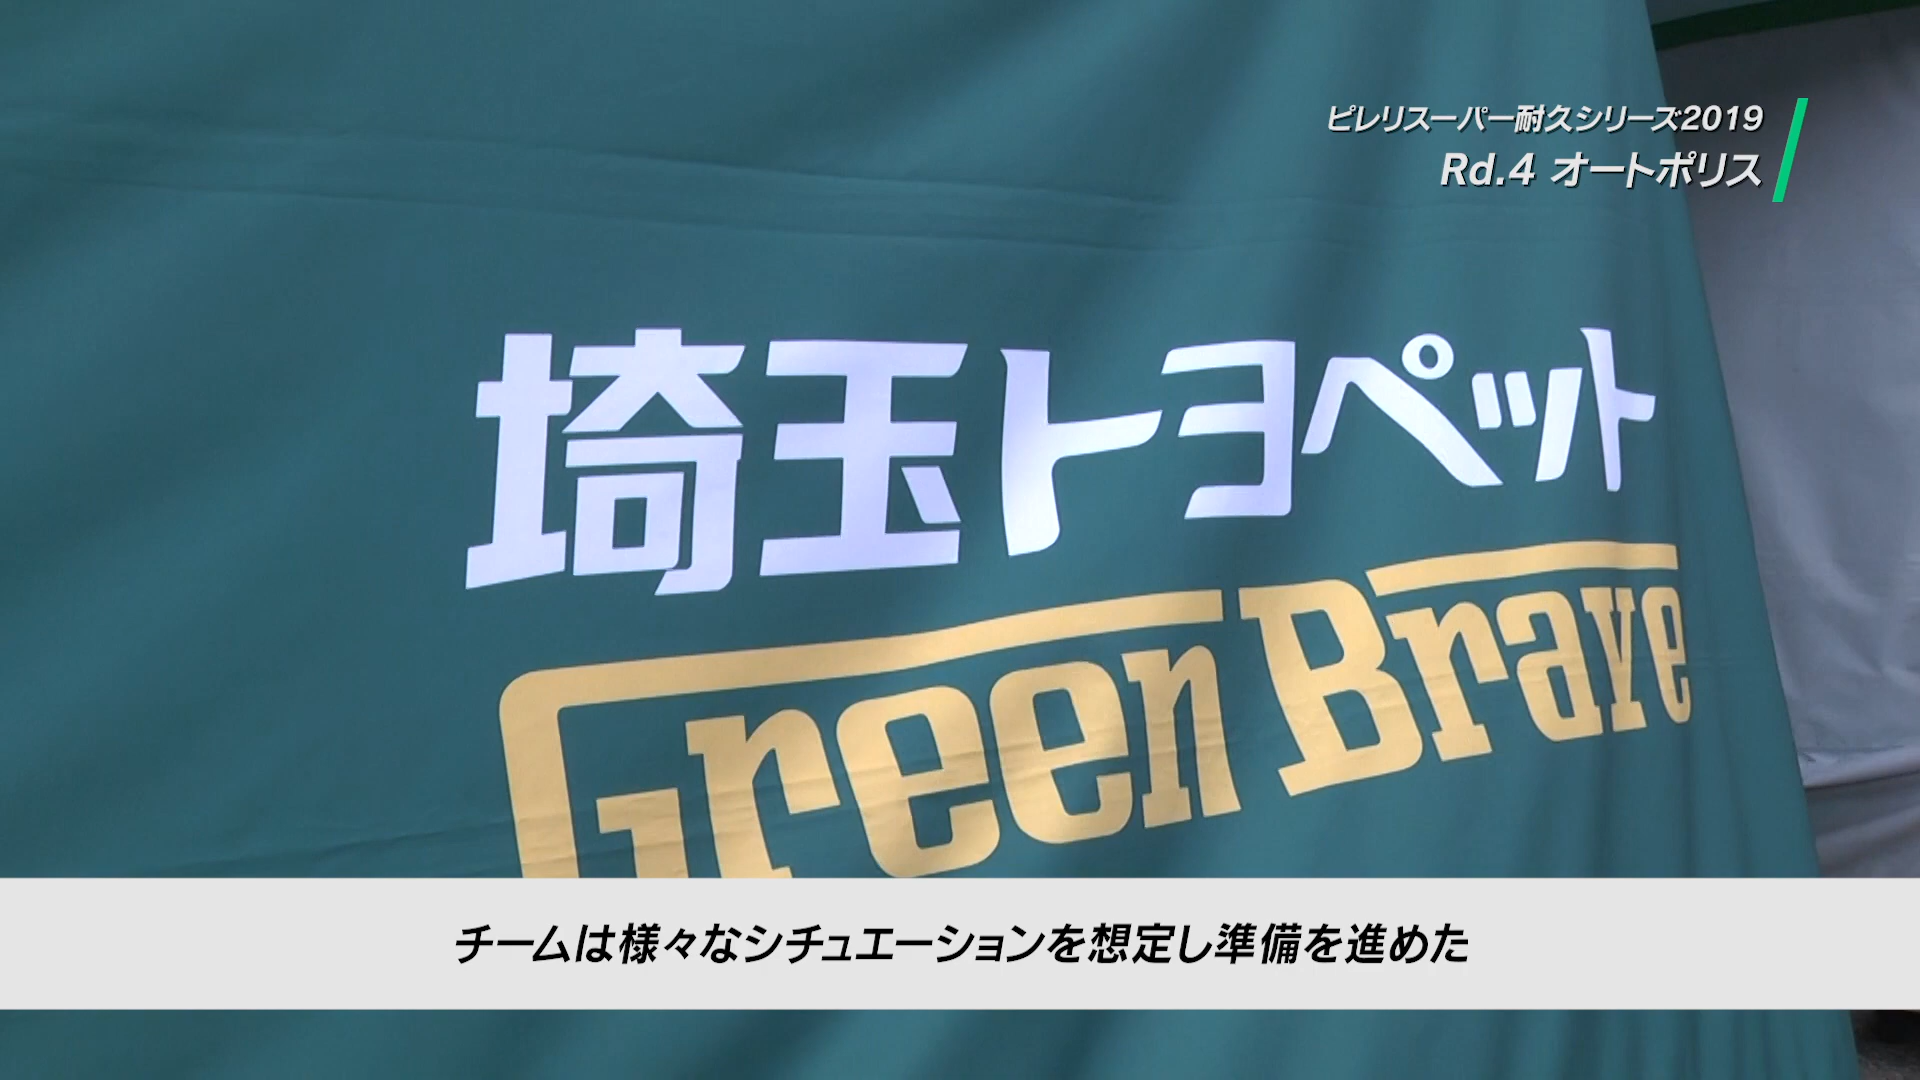 ピレリスーパー耐久シリーズ2019
Rd.4 オートポリス
埼玉トヨペット
Green Brave
チームは様々なシチュエーションを想定し準備を進めた